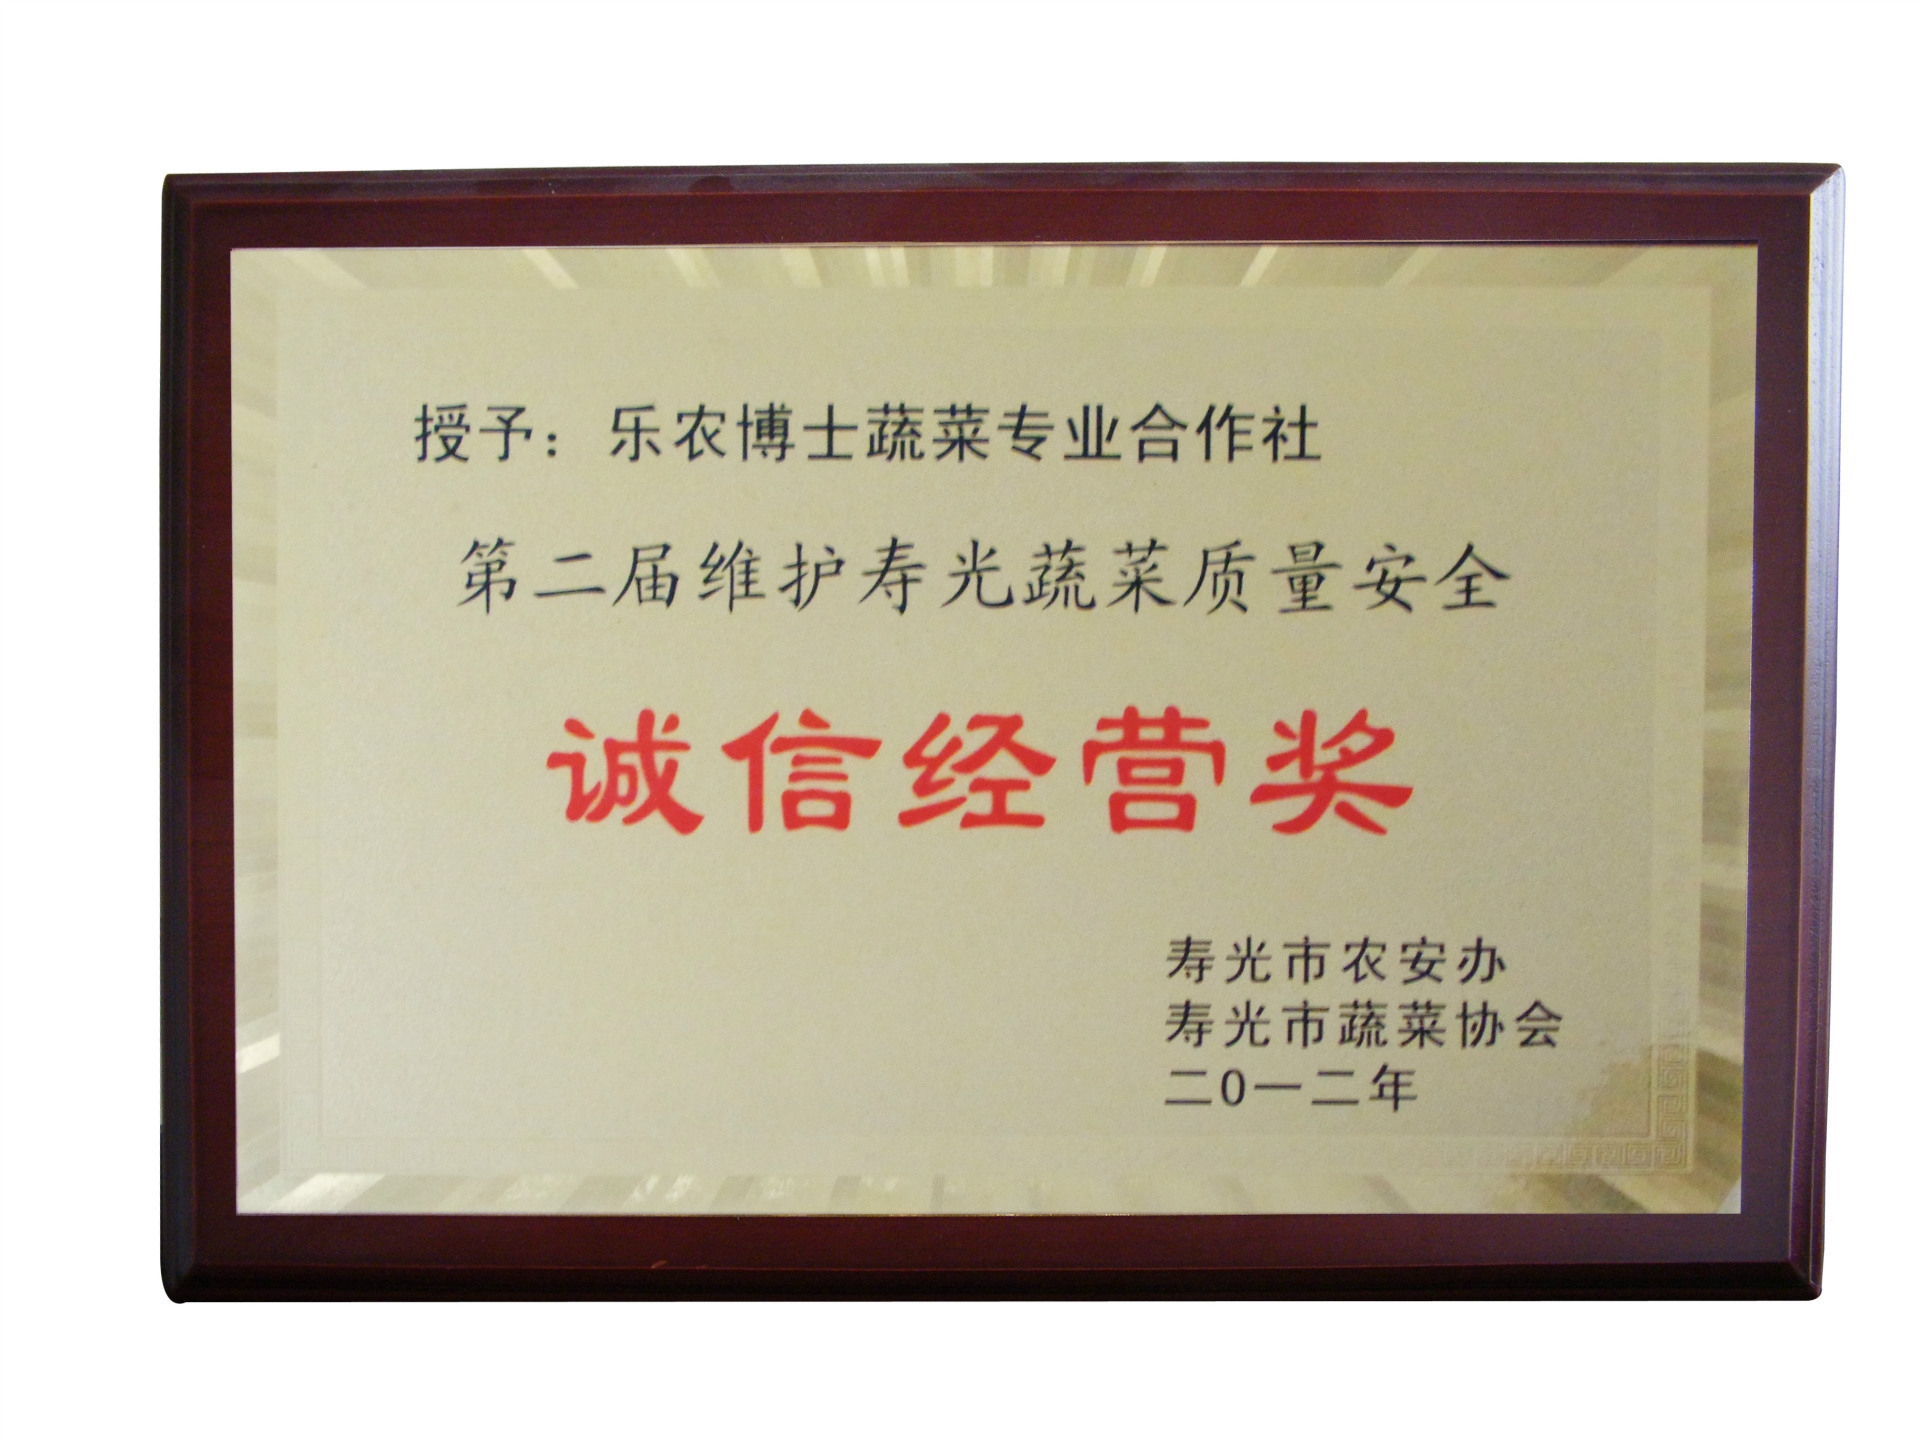 授予：乐农博士蔬菜专业合作社
第二届维护寿光蔬菜质量安全
诚信经营奖
寿光市农安办
寿光市蔬菜协会
二0一二年